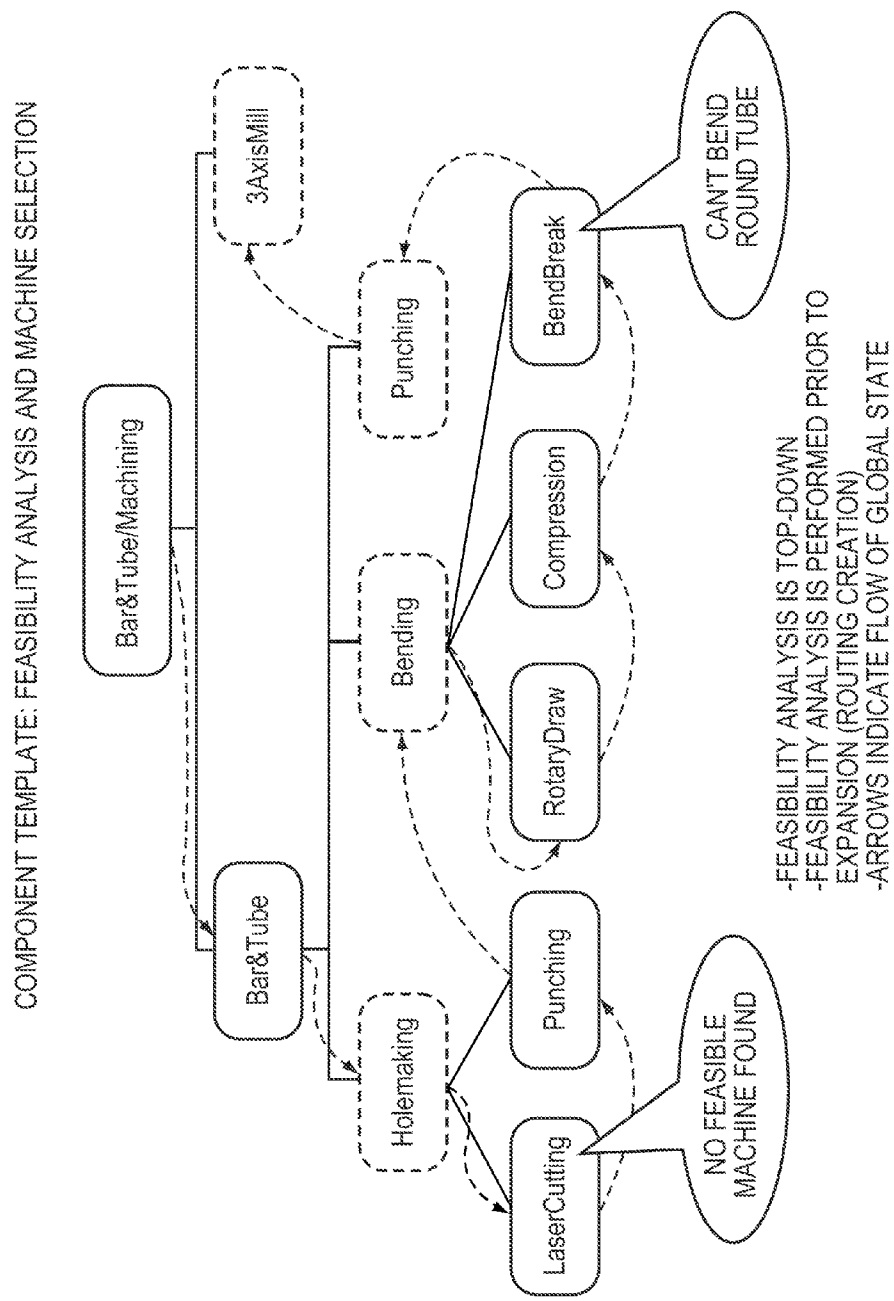 COMPONENT TEMPLATE: FEASIBILITY ANALYSIS AND MACHINE SELECTION
Bar&Tube/Machining
Bar&Tube
3AxisMill
Holemaking
Bending
Punching
LaserCutting
Punching
RotaryDraw
Compression
BendBreak
NO FEASIBLE
MACHINE FOUND
CAN'T BEND
ROUND TUBE
-FEASIBILITY ANALYSIS IS TOP-DOWN
-FEASIBILITY ANALYSIS IS PERFORMED PRIOR TO
EXPANSION (ROUTING CREATION)
-ARROWS INDICATE FLOW OF GLOBAL STATE